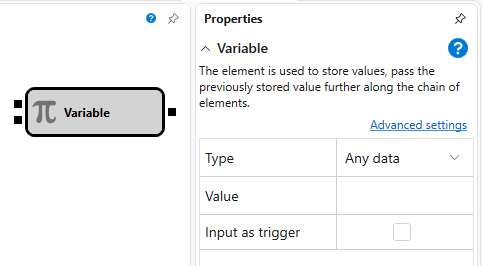 Properties
Variable
The element is used to store values, pass the
previously stored value further along the chain of
elements.
Advanced settings
π Variable
Type Any data
Value
Input as trigger